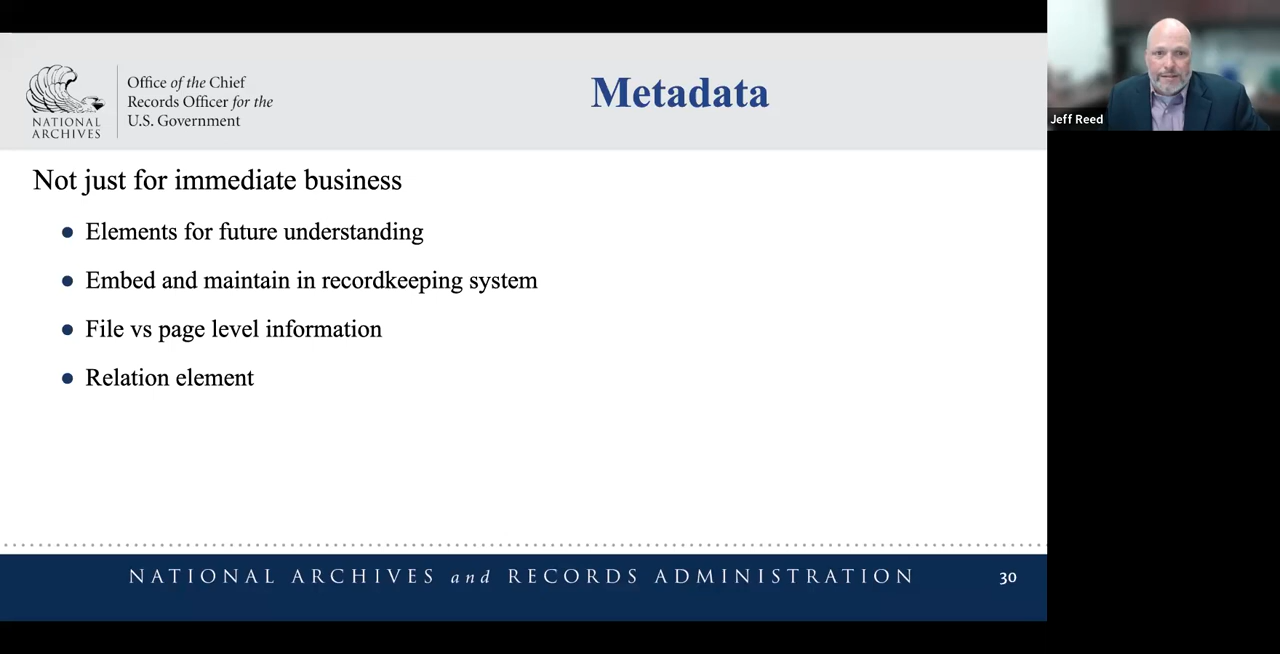 Office of the Chief
Records Officer for the
U.S. Government
NATIONAL
ARCHIVES
Metadata
Jeff Reed
Not just for immediate business
● Elements for future understanding
● Embed and maintain in recordkeeping system
● File vs page level information
● Relation element
NATIONAL ARCHIVES and RECORDS ADMINISTRATION
30